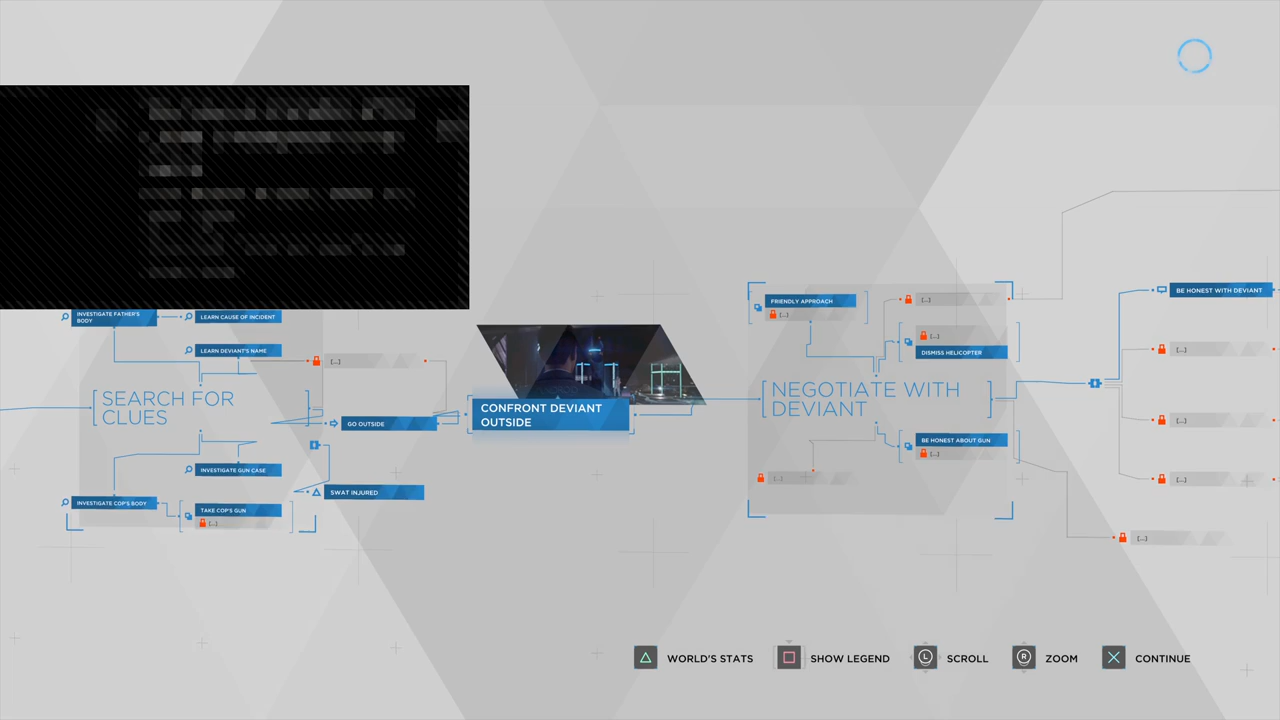 INVESTIGATE FATHER'S
BODY
LEARN CAUSE OF INCIDENT
LEARN DEVIANT'S NAME
[...]
SEARCH FOR
CLUES
GO OUTSIDE
INVESTIGATE GUN CASE
SWAT INJURED
INVESTIGATE COP'S BODY
TAKE COP'S GUN
[...]
CONFRONT DEVIANT
OUTSIDE
FRIENDLY APPROACH
[...]
[...]
[...]
DISMISS HELICOPTER
NEGOTIATE WITH
DEVIANT
BE HONEST ABOUT GUN
[...]
[...]
BE HONEST WITH DEVIANT
[...]
[...]
[...]
[...]
WORLD'S STATS
SHOW LEGEND
L
SCROLL
R
ZOOM
CONTINUE